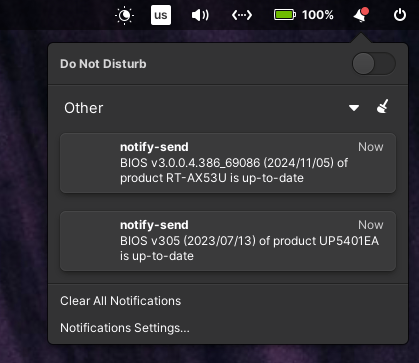 us
100%
Do Not Disturb
Other
notify-send
Now
BIOS v3.0.0.4.386_69086 (2024/11/05) of
product RT-AX53U is up-to-date
notify-send
Now
BIOS v305 (2023/07/13) of product UP5401EA
is up-to-date
Clear All Notifications
Notifications Settings...